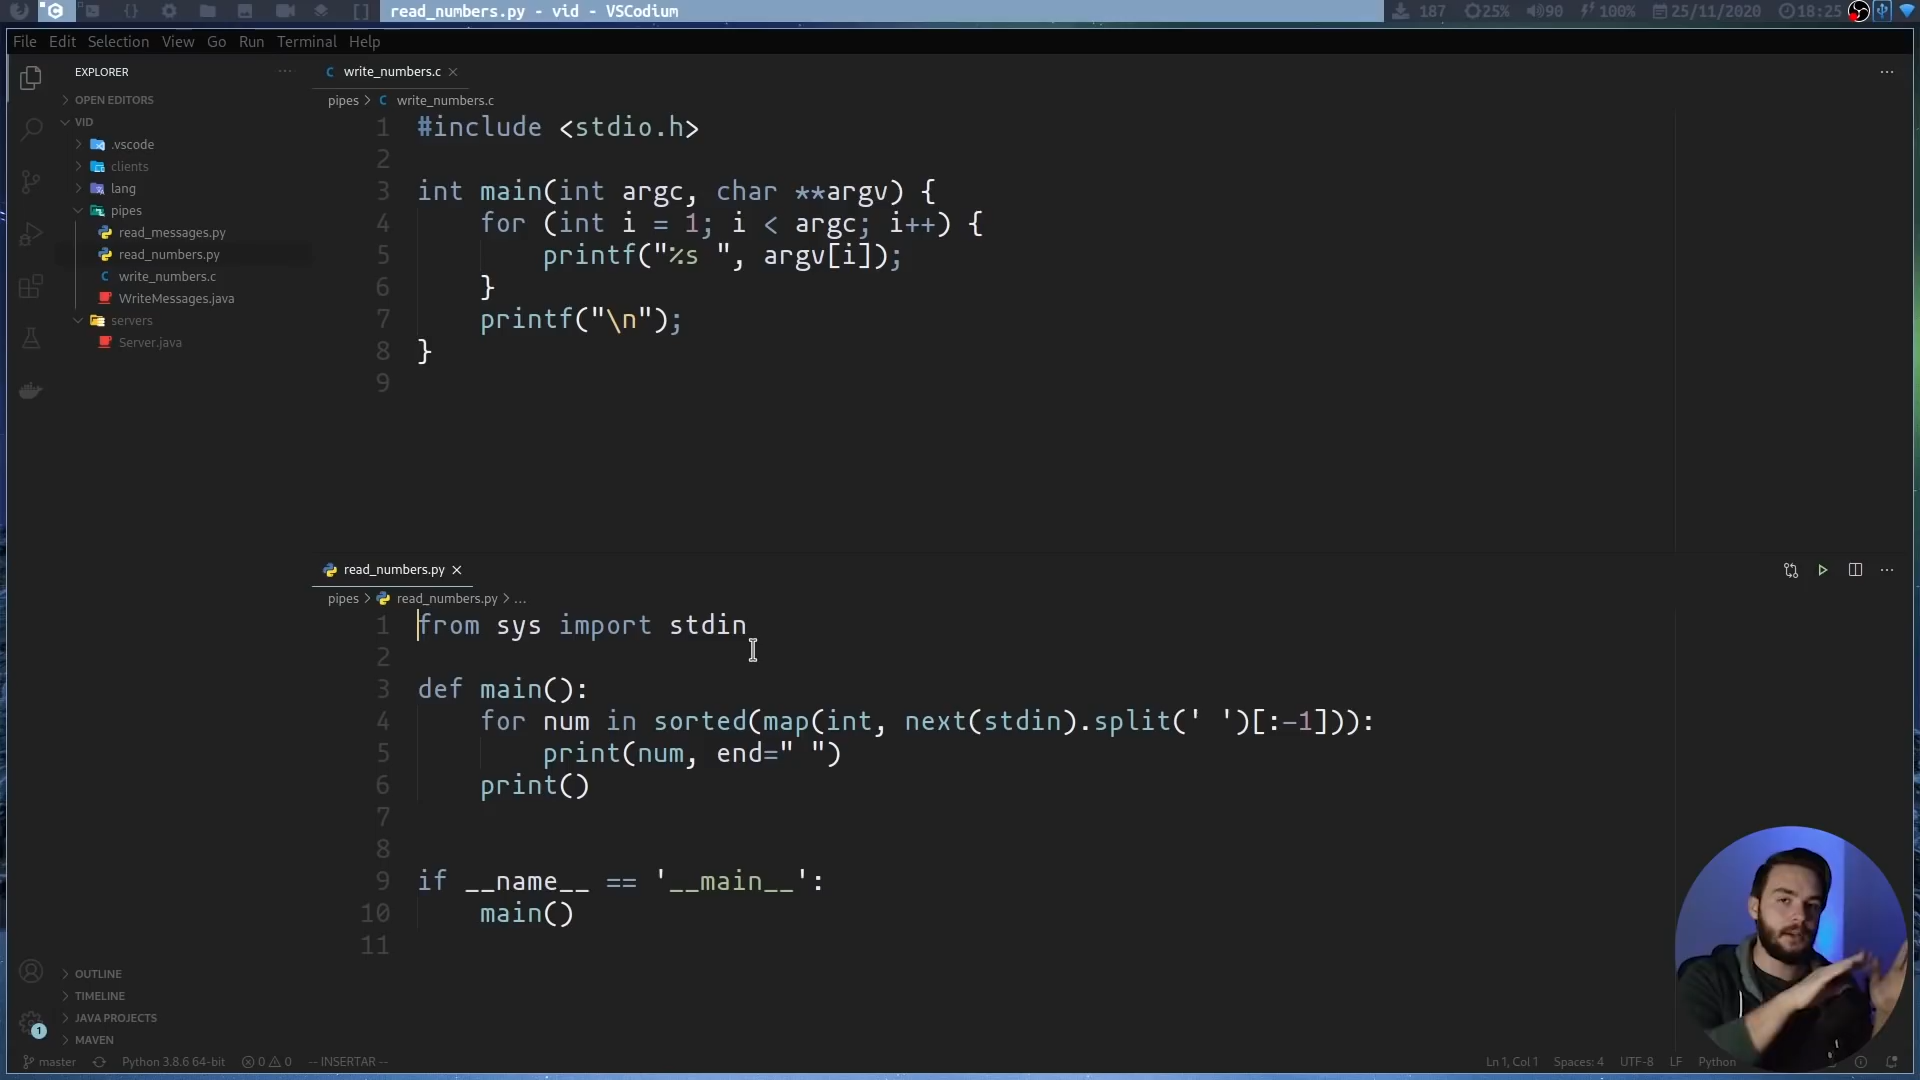 read_numbers.py - vid - VSCodium
187 25% 90 100% 25/11/2020 18:25
File Edit Selection View Go Run Terminal Help
EXPLORER
OPEN EDITORS
VID
.vscode
clients
lang
pipes
read_messages.py
read_numbers.py
write_numbers.c
WriteMessages.java
servers
Server.java
OUTLINE
TIMELINE
JAVA PROJECTS
MAVEN
C write_numbers.c
pipes > C write_numbers.c
1 #include <stdio.h>
2
3 int main(int argc, char **argv) {
4 for (int i = 1; i < argc; i++) {
5 printf("%s ", argv[i]);
6 }
7 printf("\n");
8 }
9
read_numbers.py
pipes > read_numbers.py > ...
1 from sys import stdin
2
3 def main():
4 for num in sorted(map(int, next(stdin).split(' ')[:-1])):
5 print(num, end=" ")
6 print()
7
8
9 if __name__ == '__main__':
10 main()
11
1
master Python 3.8.6 64-bit 0 0 -- INSERTAR -- Ln 1, Col 1 Spaces: 4 UTF-8 LF Python